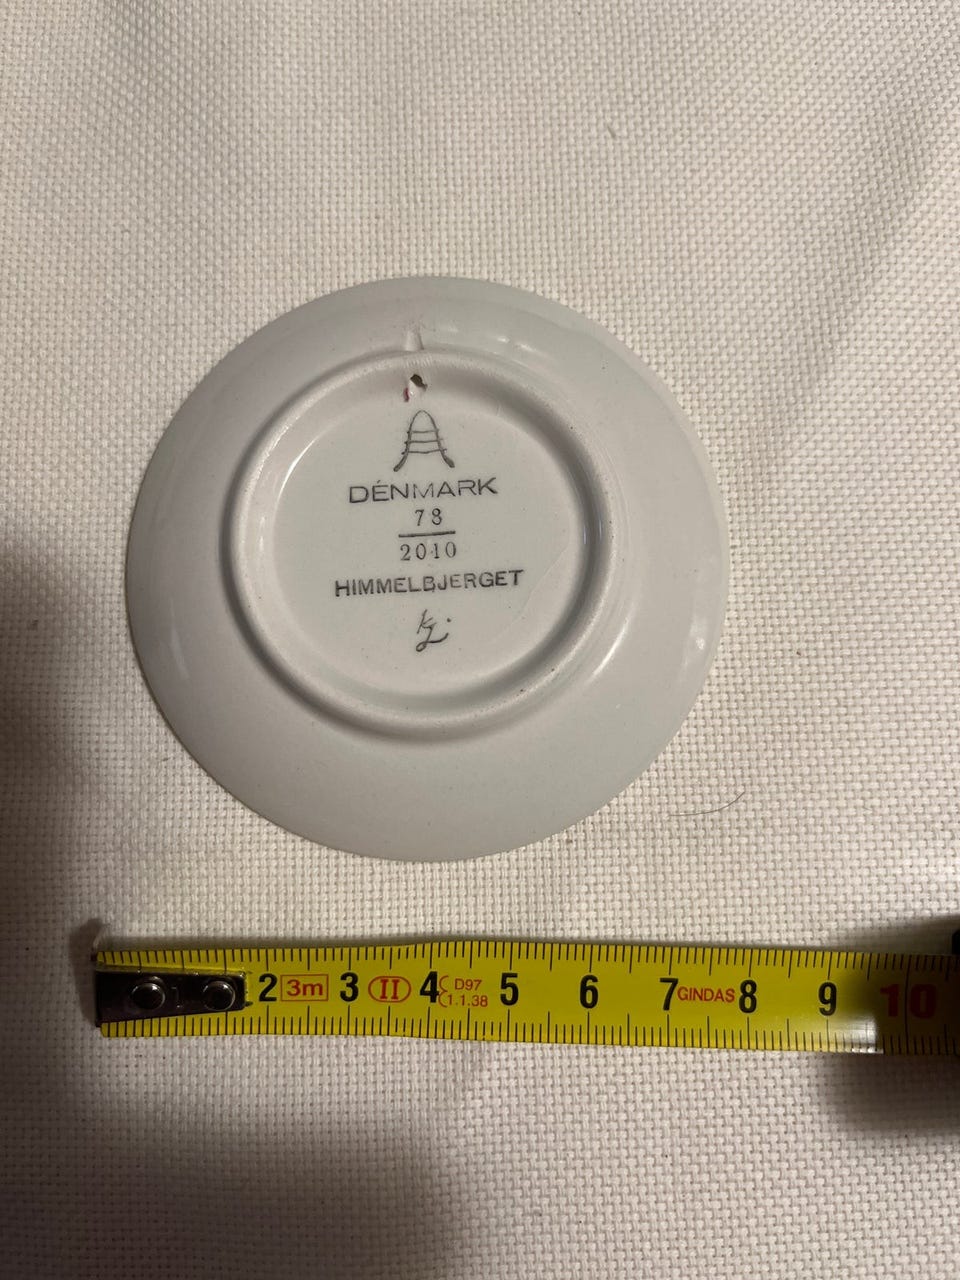 DENMARK
78
2010
HIMMELBJERGET
2 3m 3 II 4 D97 5 6 7 GINDAS 8 9 10
1.1.38